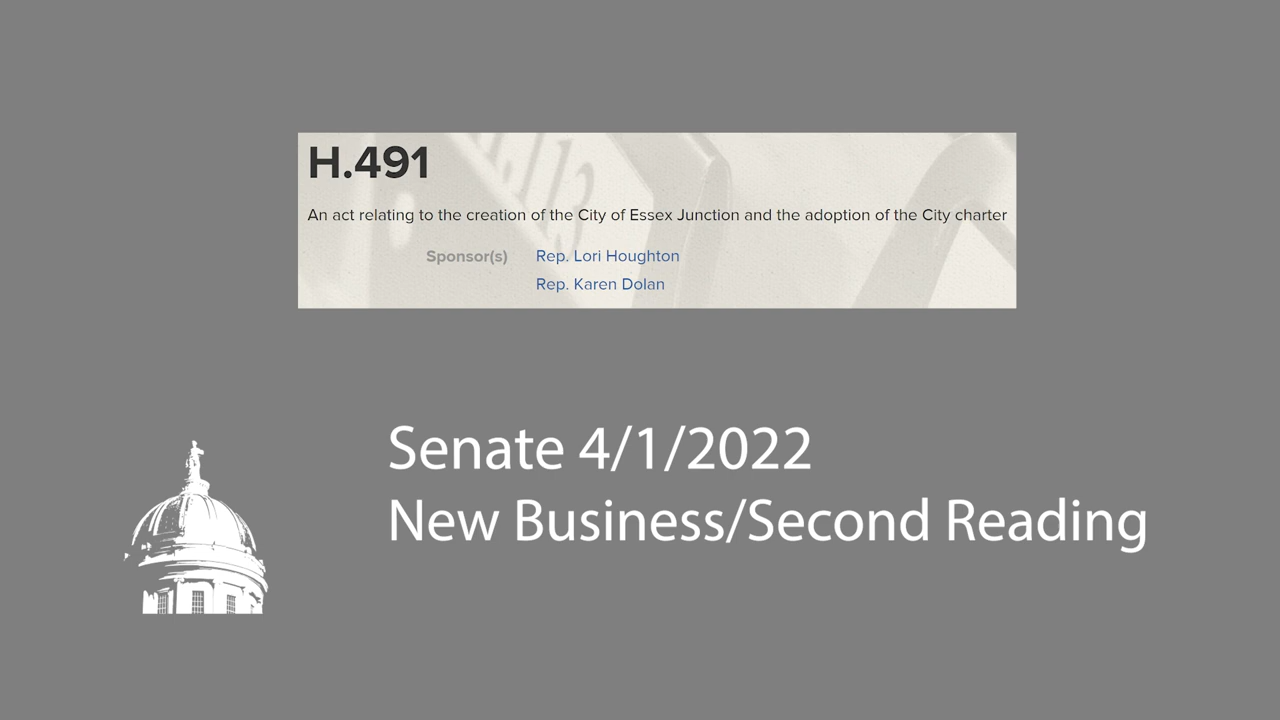 H.491
An act relating to the creation of the City of Essex Junction and the adoption of the City charter
Sponsor(s) Rep. Lori Houghton
Rep. Karen Dolan
Senate 4/1/2022
New Business/Second Reading